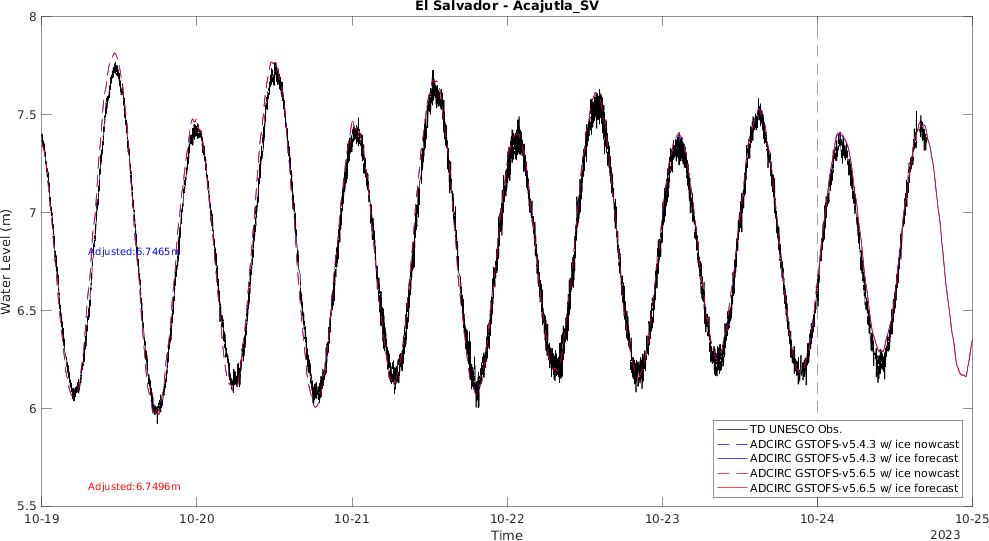 El Salvador - Acajutla_SV
8
7.5
7
6.5
6
5.5
Water Level (m)
Adjusted:6.7465m
Adjusted:6.7496m
TD UNESCO Obs.
ADCIRC GSTOFS-v5.4.3 w/ ice nowcast
ADCIRC GSTOFS-v5.4.3 w/ ice forecast
ADCIRC GSTOFS-v5.6.5 w/ ice nowcast
ADCIRC GSTOFS-v5.6.5 w/ ice forecast
10-19 10-20 10-21 10-22 10-23 10-24 10-25
Time
2023